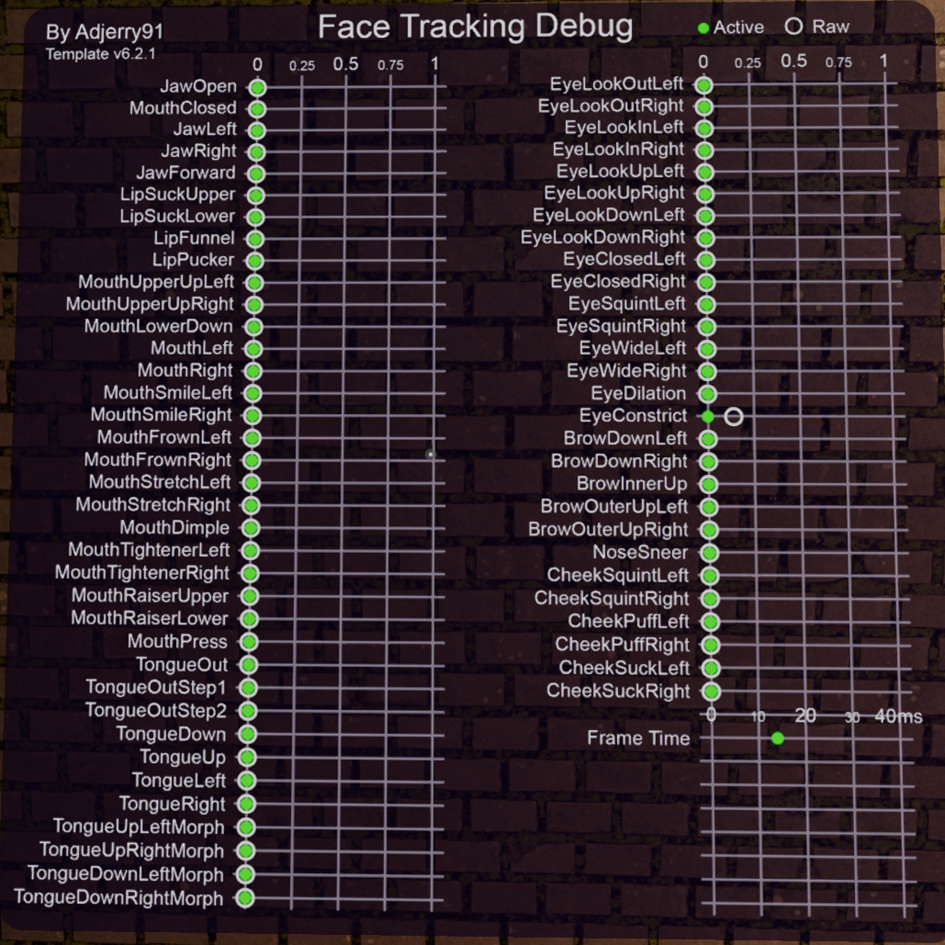 Face Tracking Debug
By Adjerry91
Template v6.2.1
Active Raw
0 0.25 0.5 0.75 1
JawOpen
MouthClosed
JawLeft
JawRight
JawForward
LipSuckUpper
LipSuckLower
LipFunnel
LipPucker
MouthUpperUpLeft
MouthUpperUpRight
MouthLowerDown
MouthLeft
MouthRight
MouthSmileLeft
MouthSmileRight
MouthFrownLeft
MouthFrownRight
MouthStretchLeft
MouthStretchRight
MouthDimple
MouthTightenerLeft
MouthTightenerRight
MouthRaiserUpper
MouthRaiserLower
MouthPress
TongueOut
TongueOutStep1
TongueOutStep2
TongueDown
TongueUp
TongueLeft
TongueRight
TongueUpLeftMorph
TongueUpRightMorph
TongueDownLeftMorph
TongueDownRightMorph
0 0.25 0.5 0.75 1
EyeLookOutLeft
EyeLookOutRight
EyeLookInLeft
EyeLookInRight
EyeLookUpLeft
EyeLookUpRight
EyeLookDownLeft
EyeLookDownRight
EyeClosedLeft
EyeClosedRight
EyeSquintLeft
EyeSquintRight
EyeWideLeft
EyeWideRight
EyeDilation
EyeConstrict
BrowDownLeft
BrowDownRight
BrowInnerUp
BrowOuterUpLeft
BrowOuterUpRight
NoseSneer
CheekSquintLeft
CheekSquintRight
CheekPuffLeft
CheekPuffRight
CheekSuckLeft
CheekSuckRight
0 10 20 30 40ms
Frame Time